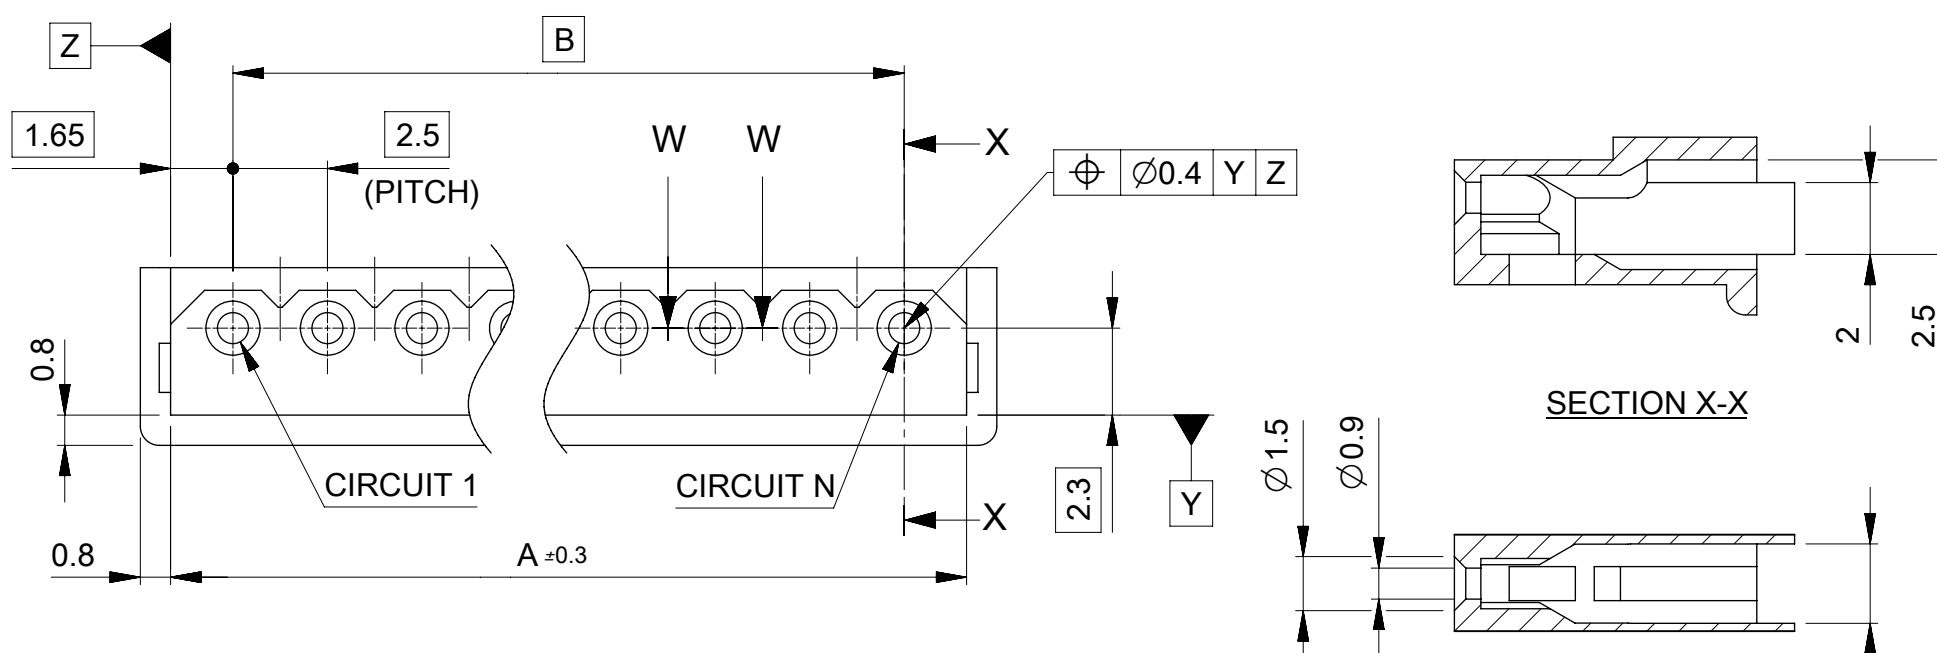 Z
B
1.65
2.5
(PITCH)
W
W
X
⌖ ∅0.4 Y Z
0.8
2.3
Y
CIRCUIT 1
CIRCUIT N
X
0.8
A ±0.3
2
2.5
SECTION X-X
∅1.5
∅0.9